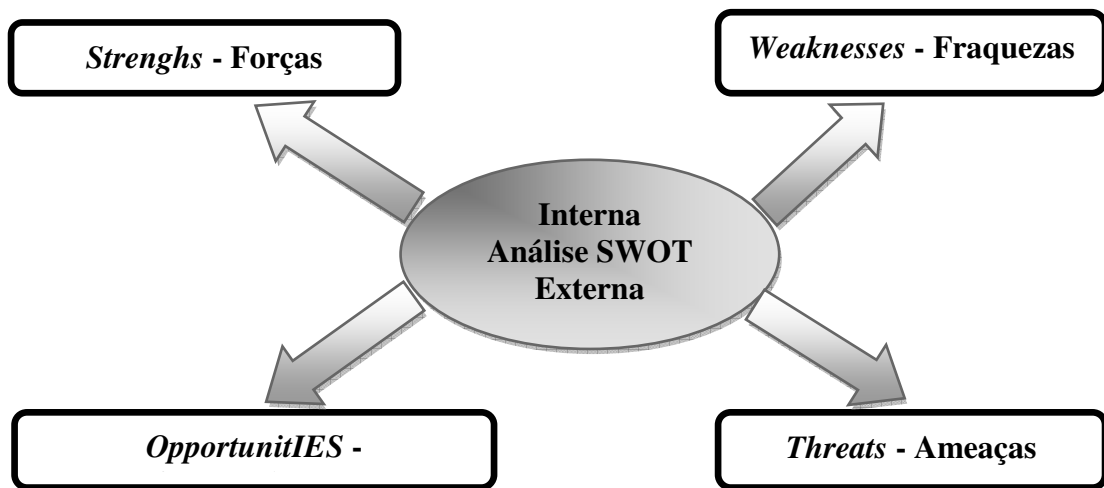 Strenghs - Forças
Weaknesses - Fraquezas
Interna
Análise SWOT
Externa
OpportunitIES -
Threats - Ameaças